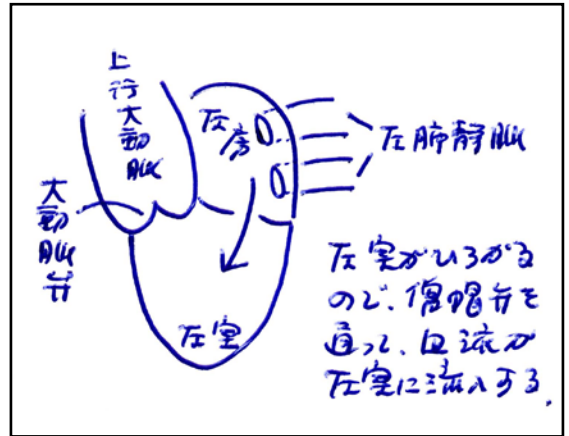 上行大動脈
左房
左肺静脈
大動脈弁
左室
左室がひろがる
ので、僧帽弁を
通って、血流が
左室に流入する.